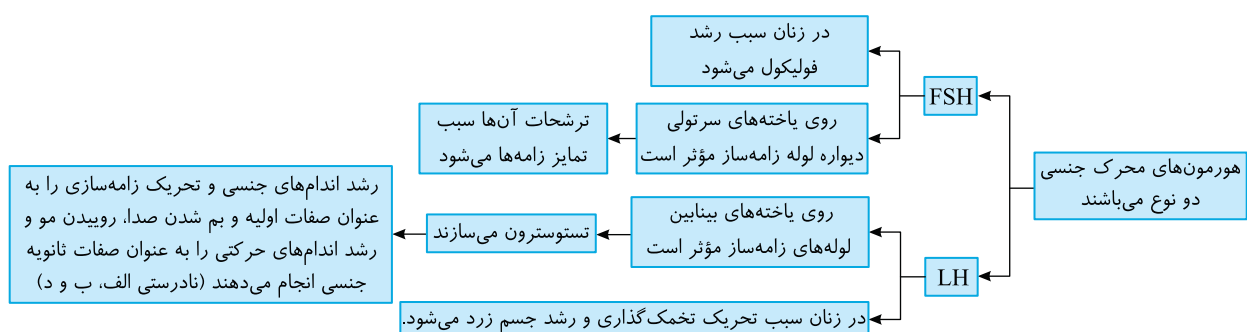 هورمون‌های محرک جنسی
دو نوع می‌باشند
FSH
در زنان سبب رشد
فولیکول می‌شود
روی یاخته‌های سرتولی
دیواره لوله زامه‌ساز مؤثر است
ترشحات آن‌ها سبب
تمایز زامه‌ها می‌شود
LH
روی یاخته‌های بینابین
لوله‌های زامه‌ساز مؤثر است
تستوسترون می‌سازند
رشد اندام‌های جنسی و تحریک زامه‌سازی را به
عنوان صفات اولیه و بم شدن صدا، روییدن مو و
رشد اندام‌های حرکتی را به عنوان صفات ثانویه
جنسی انجام می‌دهند (نادرستی الف، ب و د)
در زنان سبب تحریک تخمک‌گذاری و رشد جسم زرد می‌شود.